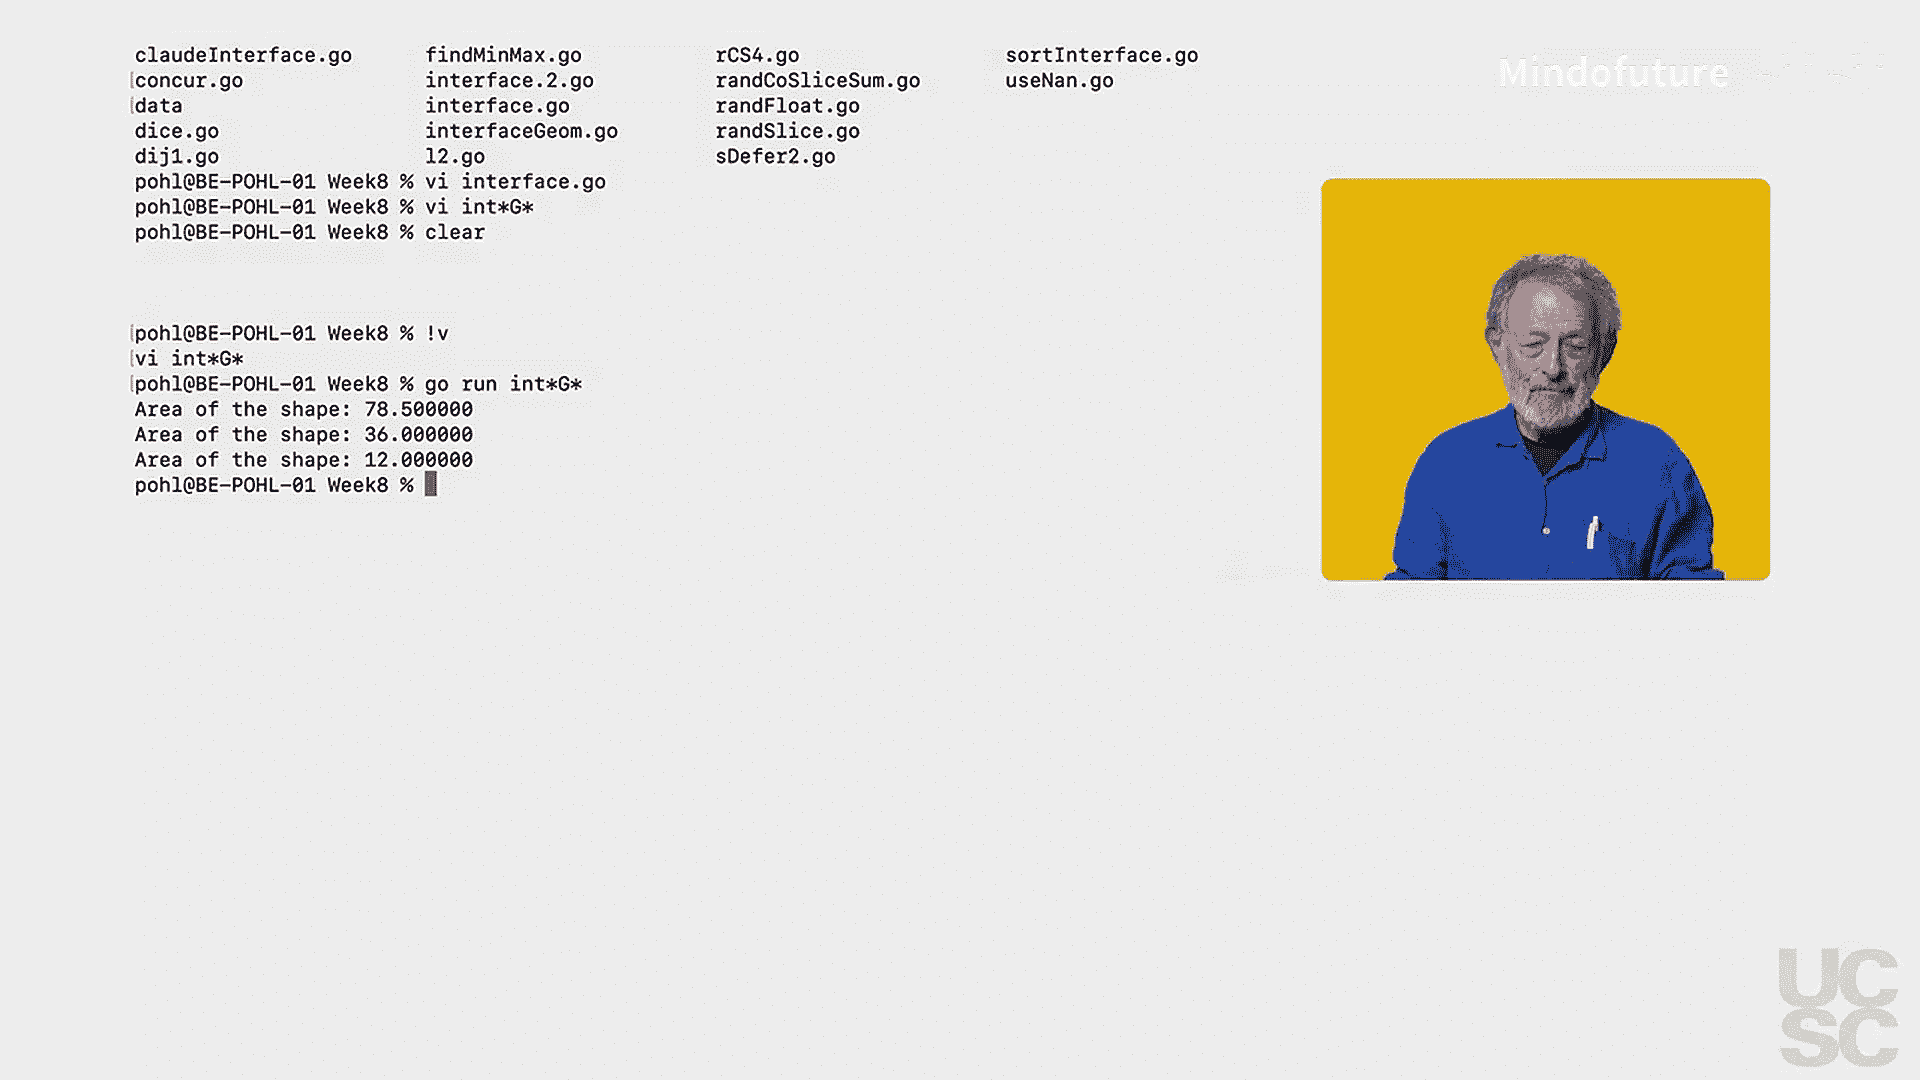 claudeInterface.go findMinMax.go rCS4.go sortInterface.go
concur.go interface.2.go randCoSliceSum.go useNan.go
data interface.go randFloat.go
dice.go interfaceGeom.go randSlice.go
dij1.go l2.go sDefer2.go
pohl@BE-POHL-01 Week8 % vi interface.go
pohl@BE-POHL-01 Week8 % vi int*G*
pohl@BE-POHL-01 Week8 % clear
pohl@BE-POHL-01 Week8 % !v
vi int*G*
pohl@BE-POHL-01 Week8 % go run int*G*
Area of the shape: 78.500000
Area of the shape: 36.000000
Area of the shape: 12.000000
pohl@BE-POHL-01 Week8 %
Mindofuture
UC
SC